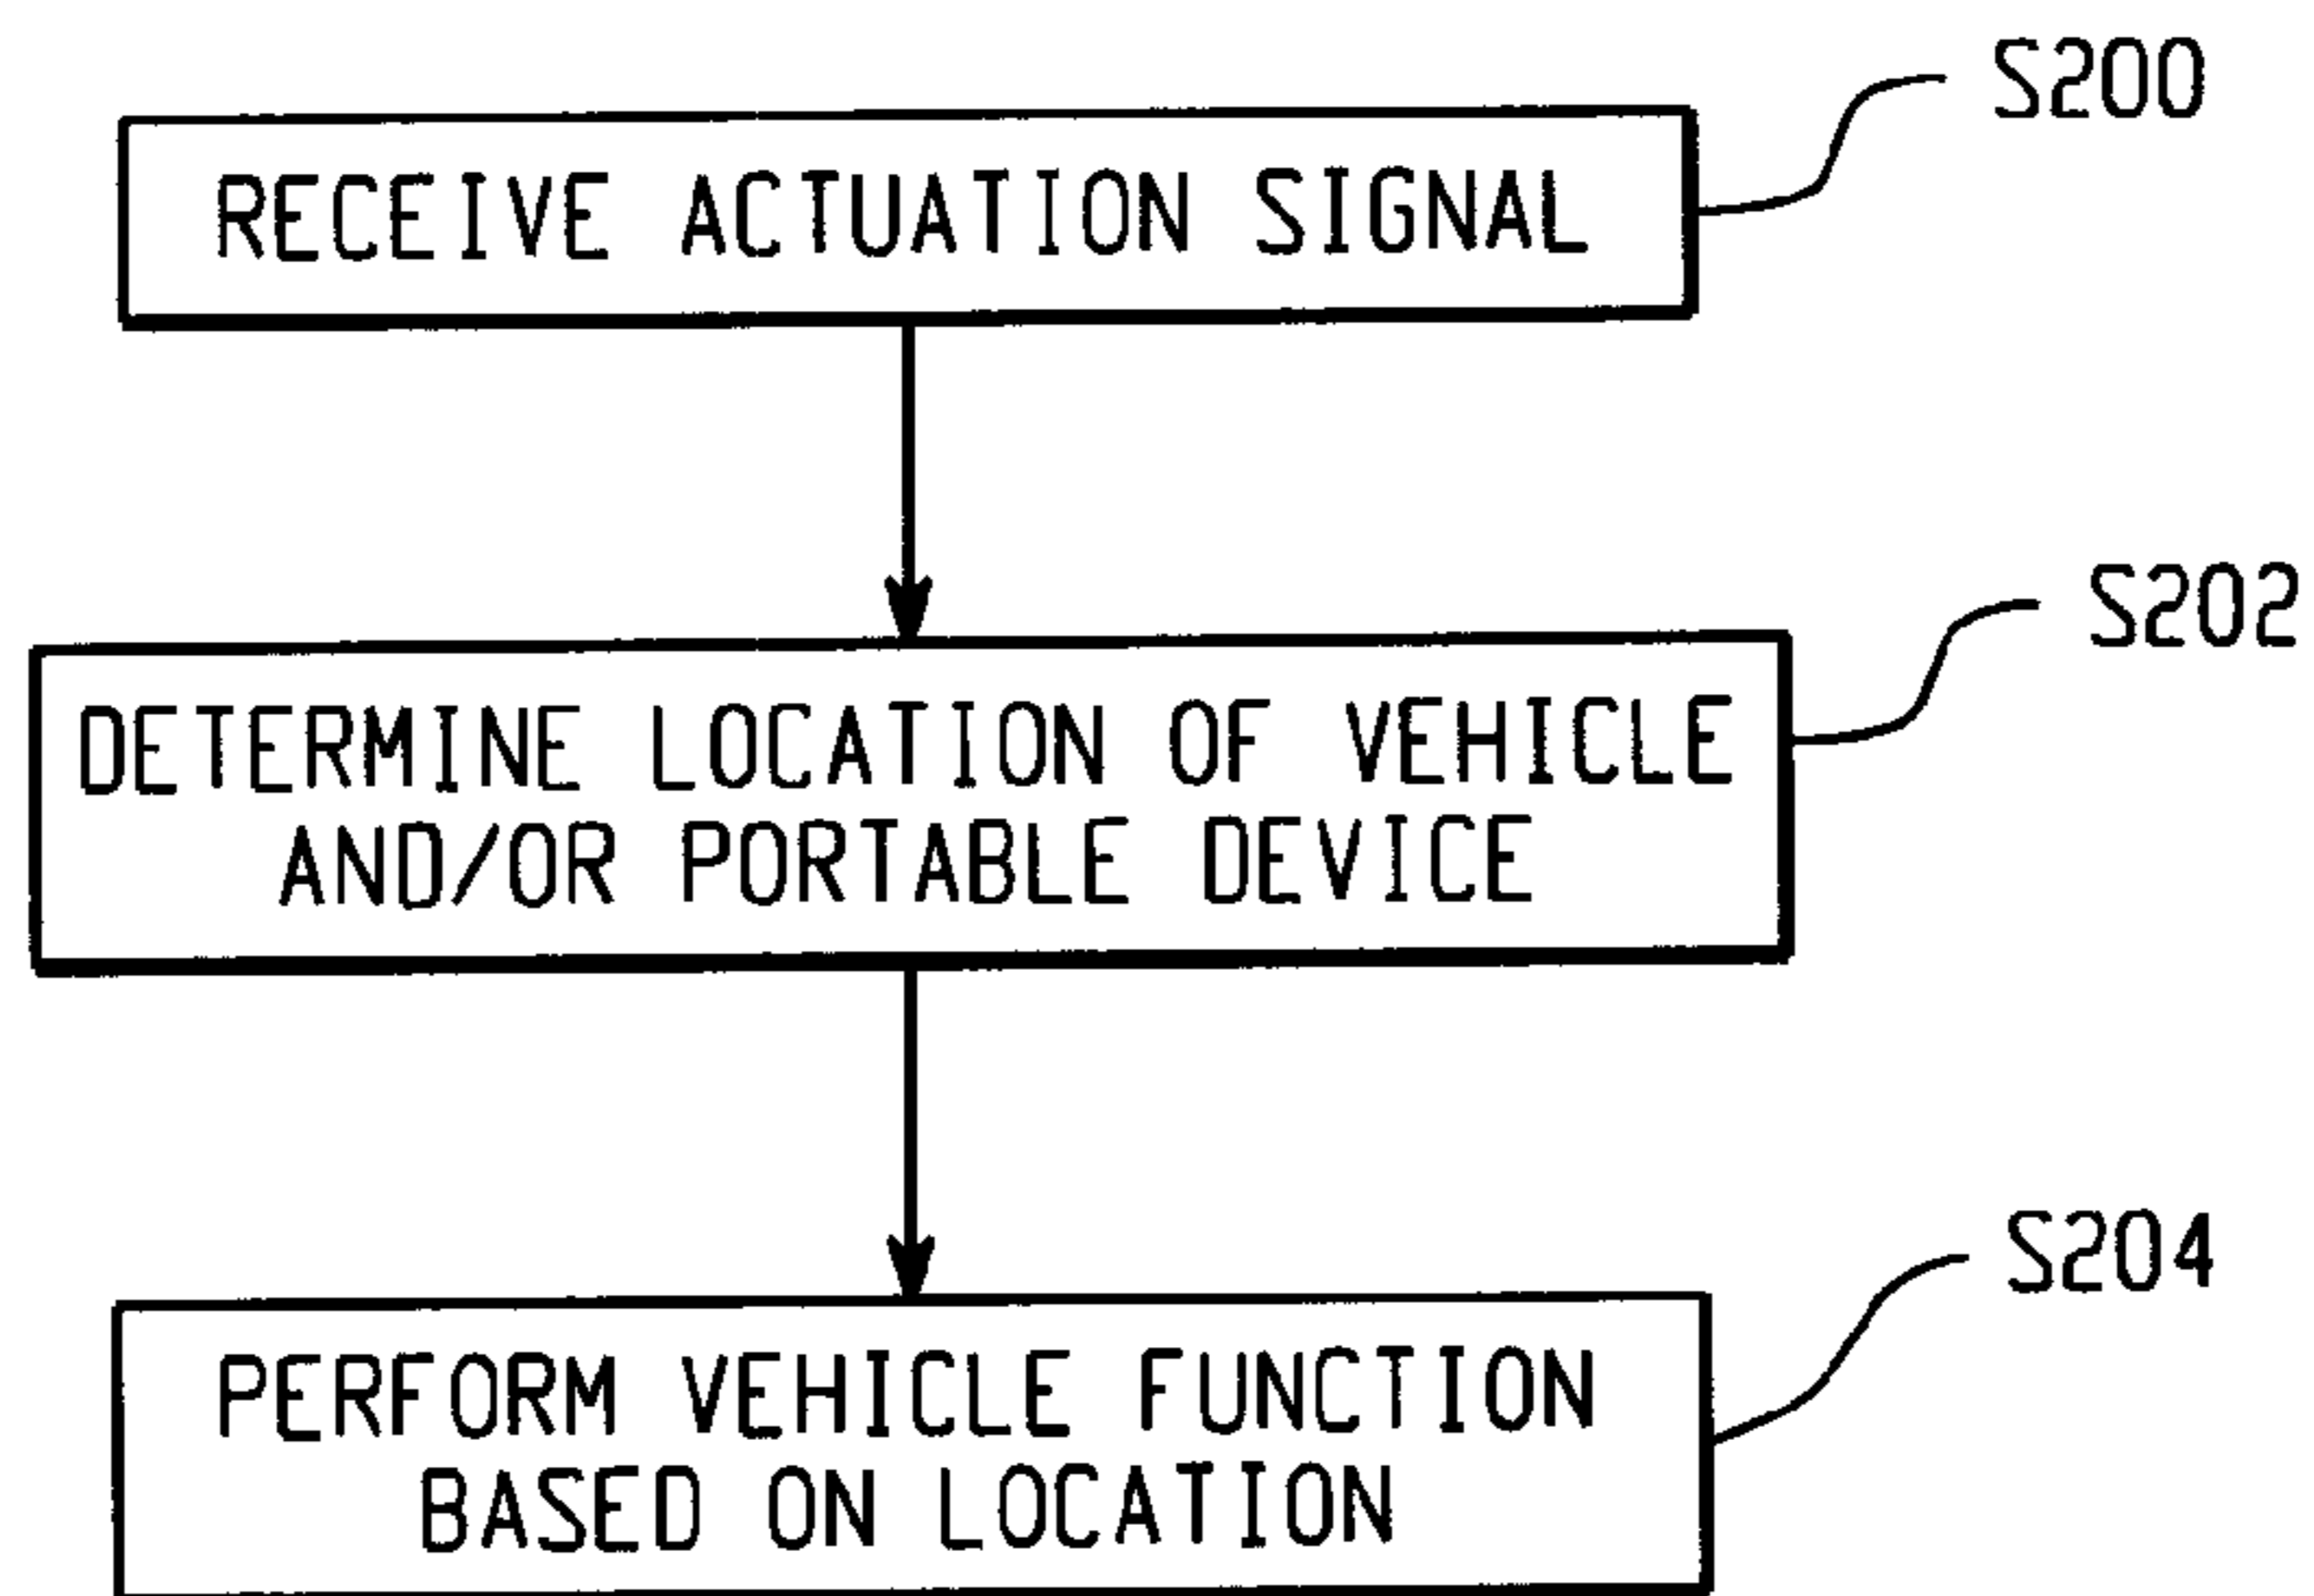 S200
RECEIVE ACTUATION SIGNAL
S202
DETERMINE LOCATION OF VEHICLE
AND/OR PORTABLE DEVICE
S204
PERFORM VEHICLE FUNCTION
BASED ON LOCATION